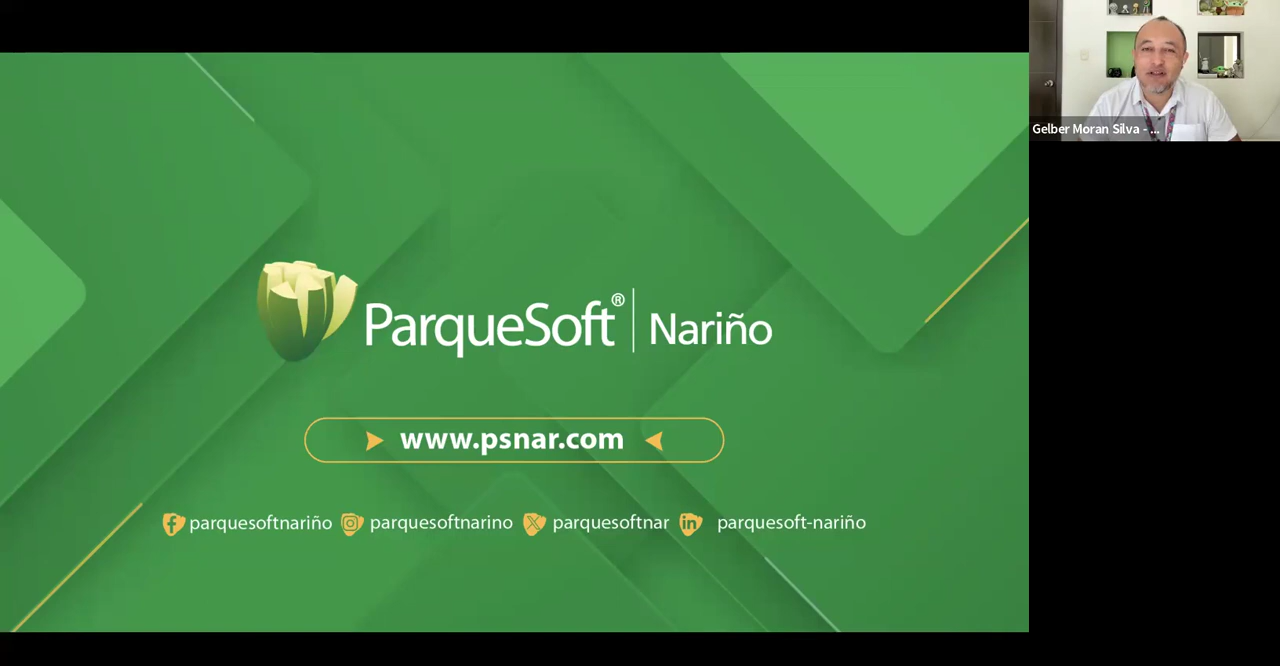 ParqueSoft® | Nariño
www.psnar.com
parquesoftnariño parquesoftnarino parquesoftnar parquesoft-nariño
Gelber Moran Silva - ...